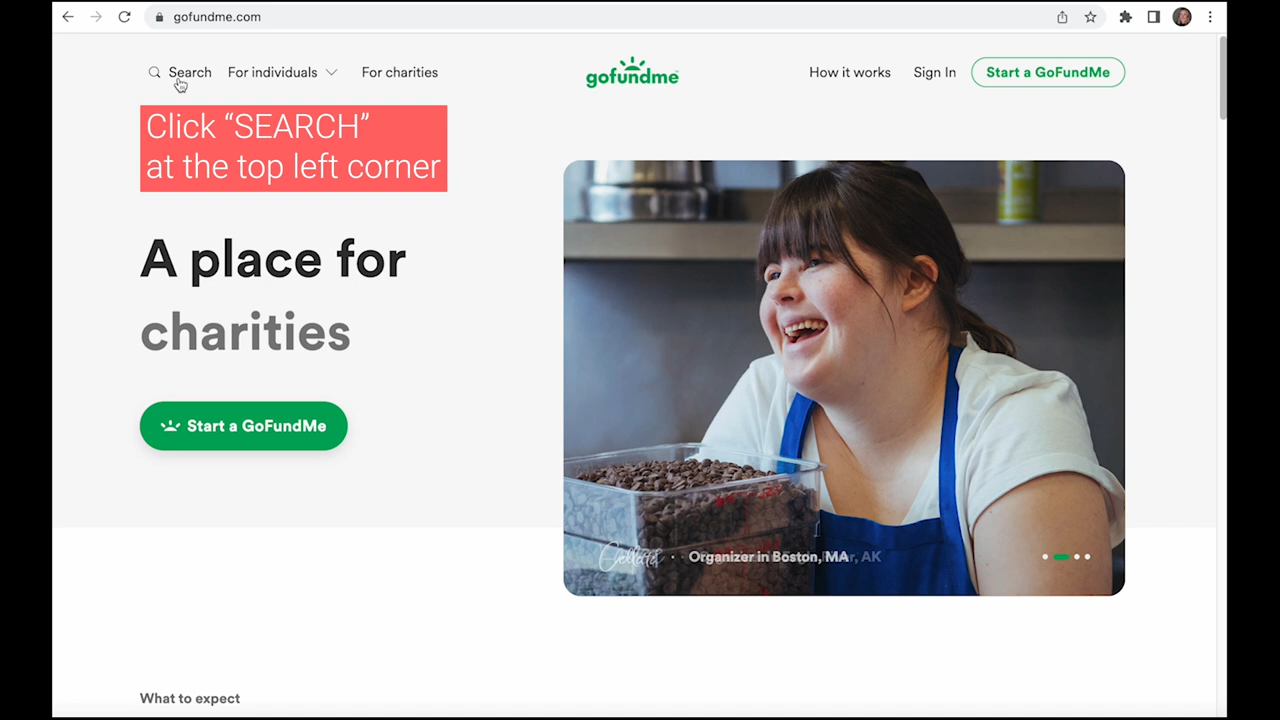 gofundme.com
Search
For individuals
For charities
gofundme
How it works
Sign In
Start a GoFundMe
Click “SEARCH”
at the top left corner
A place for
charities
Start a GoFundMe
Organizer in Boston, MA
AK
What to expect